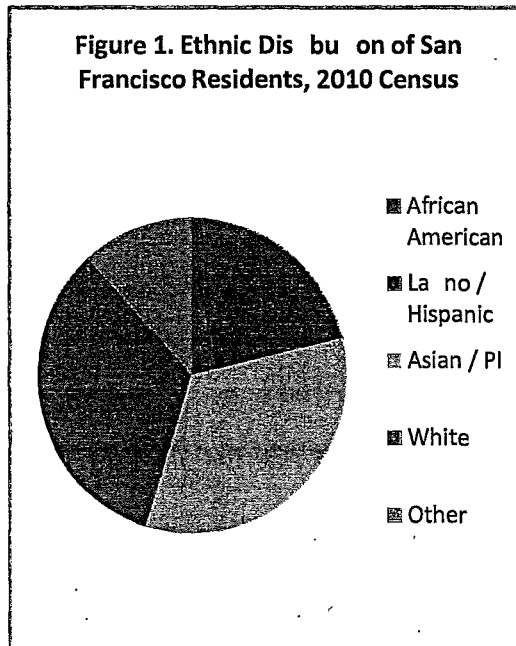 Figure 1. Ethnic Dis bu on of San
Francisco Residents, 2010 Census
African
American
La no /
Hispanic
Asian / PI
White
Other